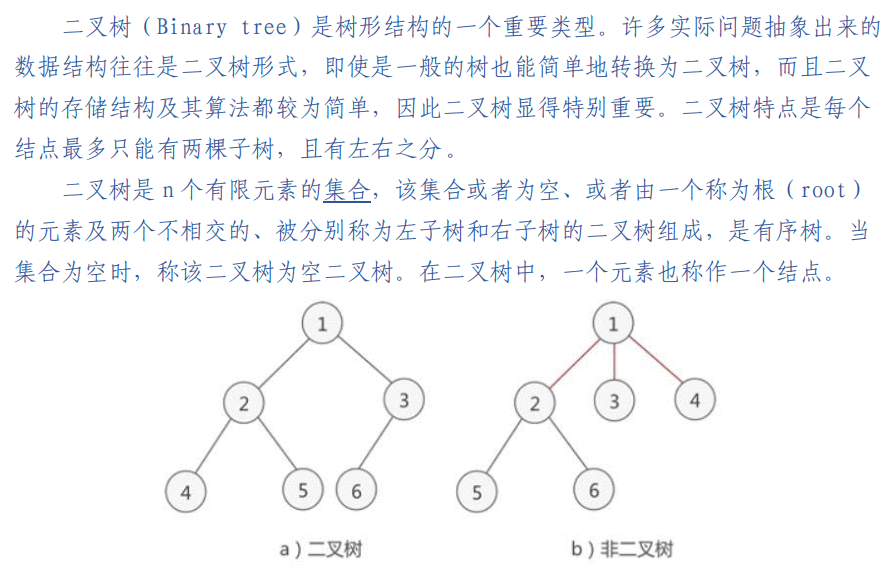 二叉树（Binary tree）是树形结构的一个重要类型。许多实际问题抽象出来的
数据结构往往是二叉树形式，即使是一般的树也能简单地转换为二叉树，而且二叉
树的存储结构及其算法都较为简单，因此二叉树显得特别重要。二叉树特点是每个
结点最多只能有两棵子树，且有左右之分。
二叉树是n个有限元素的集合，该集合或者为空、或者由一个称为根（root）
的元素及两个不相交的、被分别称为左子树和右子树的二叉树组成，是有序树。当
集合为空时，称该二叉树为空二叉树。在二叉树中，一个元素也称作一个结点。
1
2 3
4 5 6
a）二叉树
1
2 3 4
5 6
b）非二叉树